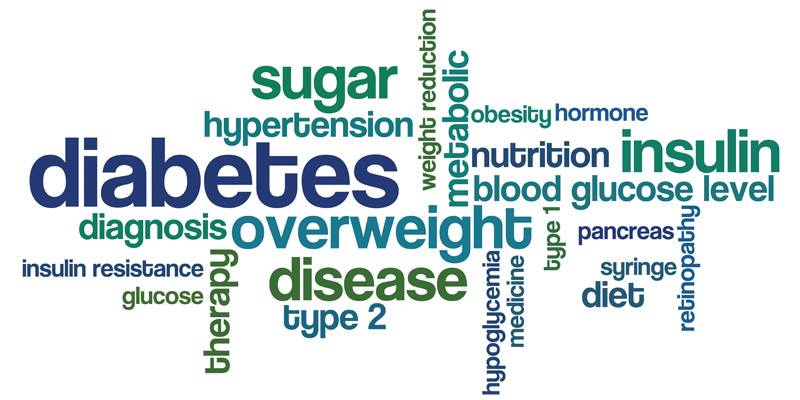 sugar
weight reduction
metabolic
obesity
hormone
hypertension
diabetes
nutrition
insulin
blood glucose level
diagnosis
overweight
type 1
pancreas
retinopathy
insulin resistance
therapy
disease
hypoglycemia
medicine
syringe
glucose
diet
type 2